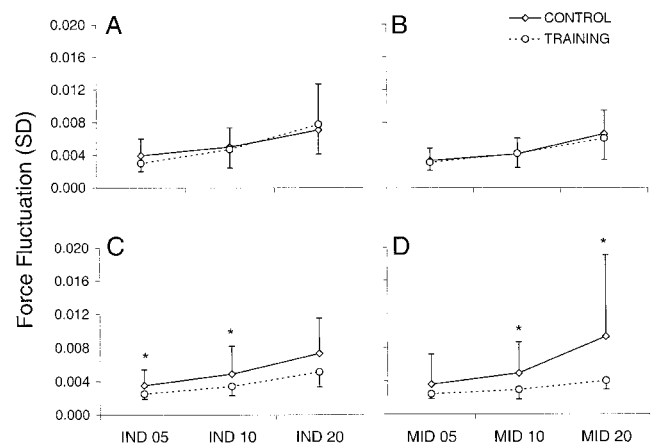 A
B
CONTROL
TRAINING
0.020
0.016
0.012
0.008
0.004
0.000
Force Fluctuation (SD)
C
D
*
*
*
*
0.020
0.016
0.012
0.008
0.004
0.000
IND 05
IND 10
IND 20
MID 05
MID 10
MID 20